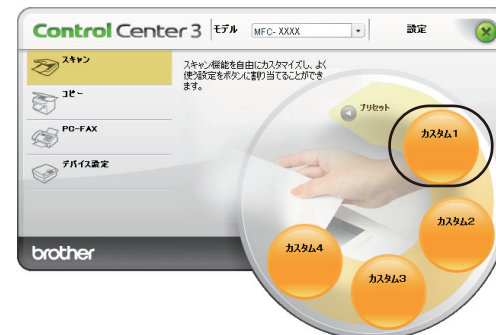 Control Center 3
モデル
MFC- XXXX
設定
スキャン
コピー
PC-FAX
デバイス設定
スキャン機能を自由にカスタマイズし、よく
使う設定をボタンに割り当てることができ
ます。
プリセット
カスタム1
カスタム2
カスタム3
カスタム4
brother